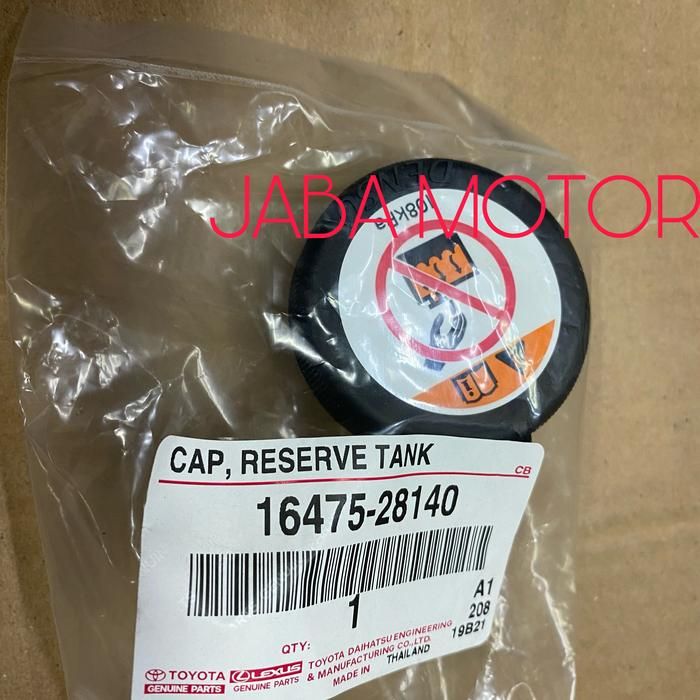 DENSO
JABA MOTOR
108kPa
CAP, RESERVE TANK
CB
16475-28140
1
A1
208
19B21
QTY:
TOYOTA DAIHATSU ENGINEERING
& MANUFACTURING CO., LTD.
MADE IN THAILAND
TOYOTA
GENUINE PARTS
LEXUS
GENUINE PARTS